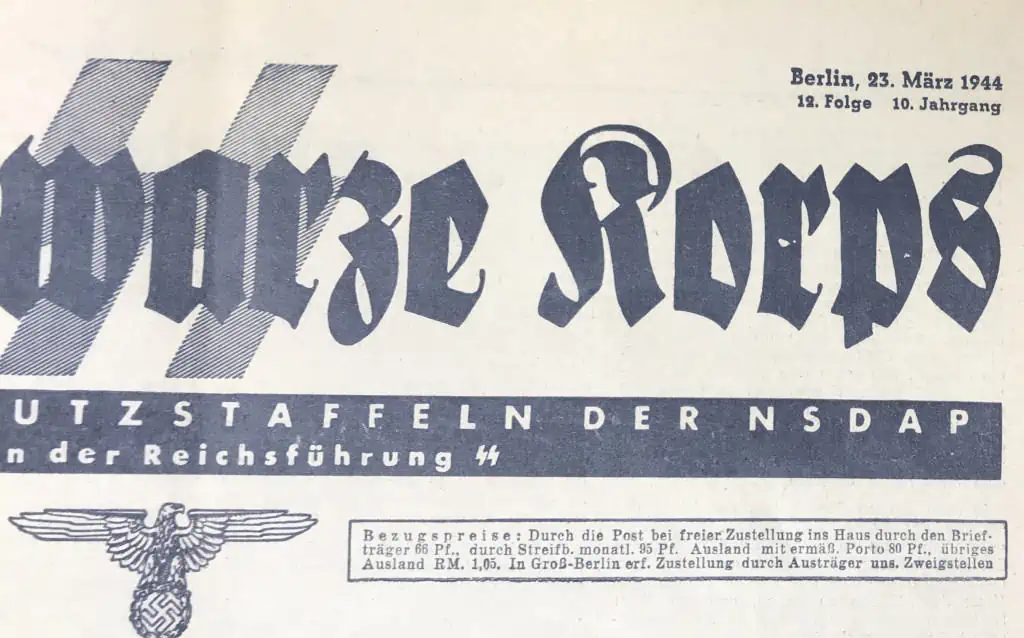 Berlin, 23. März 1944
12. Folge 10. Jahrgang
warze Korps
UTZSTAFFELN DER NSDAP
n der Reichsführung SS
Bezugspreise: Durch die Post bei freier Zustellung ins Haus durch den Brief-
träger 66 Pf., durch Streifb. monatl. 95 Pf. Ausland mit ermäß. Porto 80 Pf., übriges
Ausland RM. 1,05. In Groß-Berlin erf. Zustellung durch Austräger uns. Zweigstellen